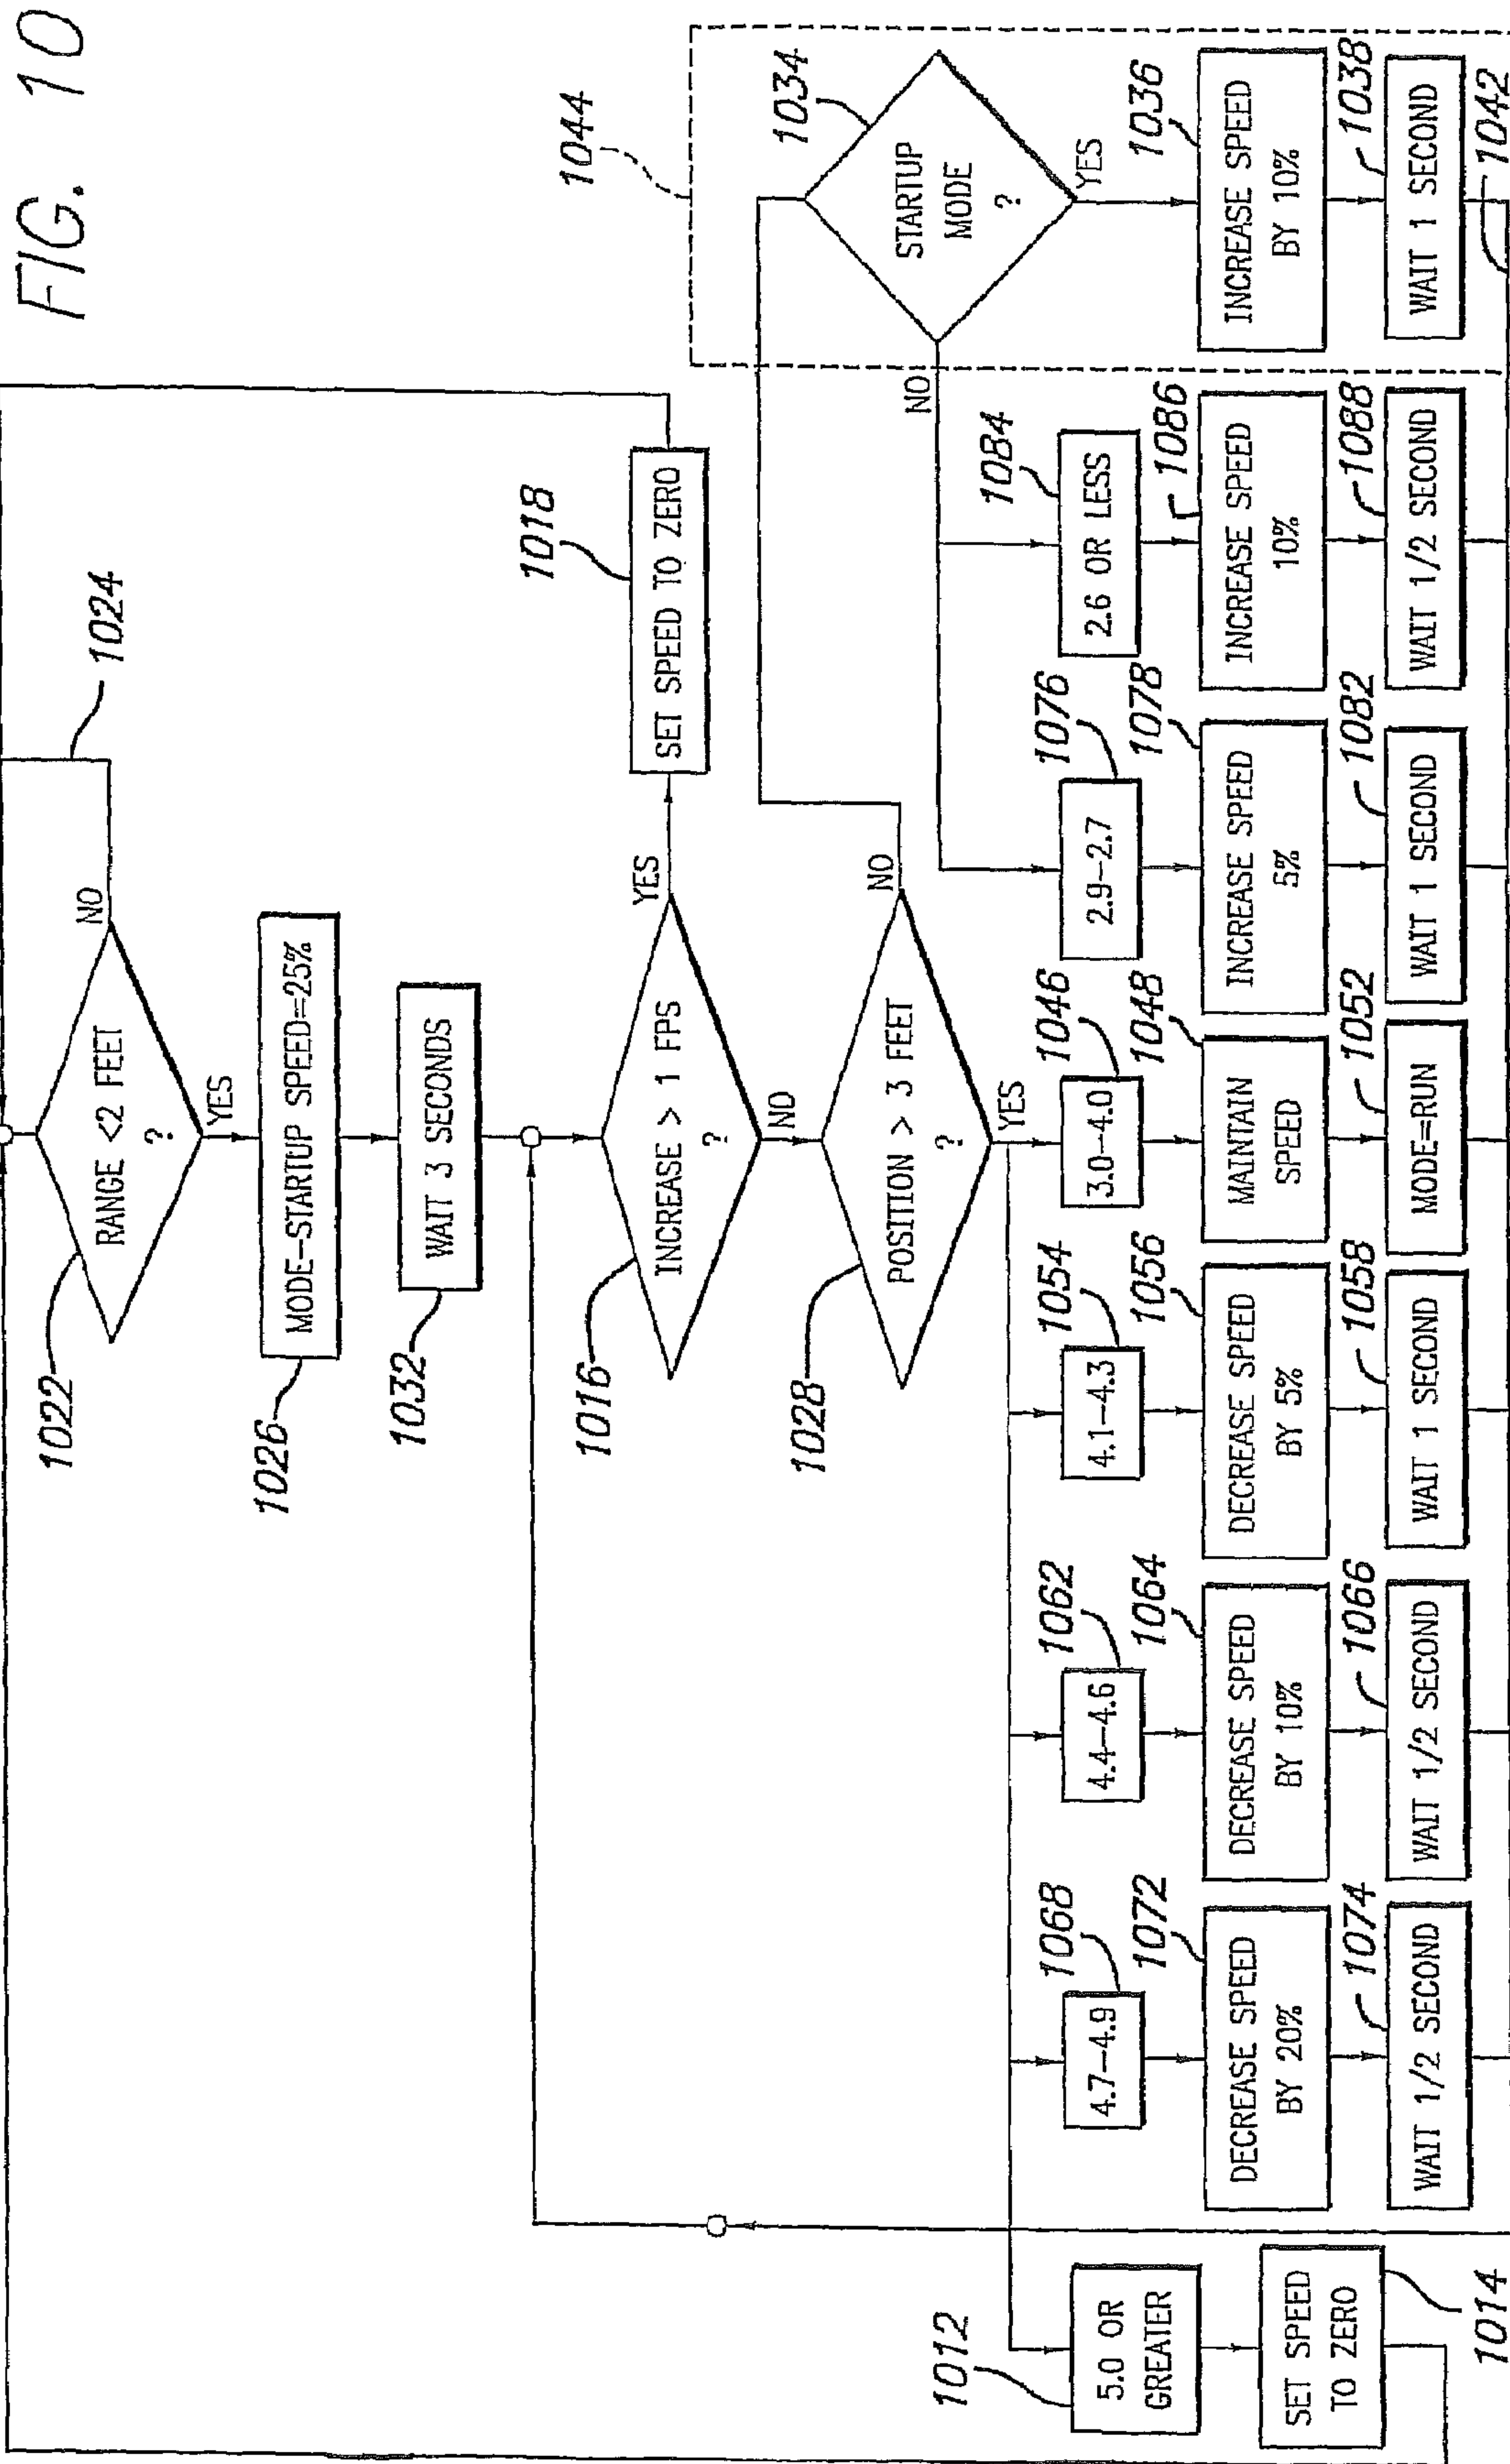 FIG. 10
RANGE <2 FEET
?
NO
YES
1022
1024
MODE-STARTUP SPEED=25%
1026
WAIT 3 SECONDS
1032
INCREASE > 1 FPS
?
YES
NO
1016
SET SPEED TO ZERO
1018
POSITION > 3 FEET
?
NO
YES
1028
1044
STARTUP
MODE
?
1034
NO
YES
5.0 OR
GREATER
1012
SET SPEED
TO ZERO
1014
4.7-4.9
1068
DECREASE SPEED
BY 20%
1072
WAIT 1/2 SECOND
1074
4.4-4.6
1062
DECREASE SPEED
BY 10%
1064
WAIT 1/2 SECOND
1066
4.1-4.3
1054
DECREASE SPEED
BY 5%
1056
WAIT 1 SECOND
1058
3.0-4.0
1046
MAINTAIN
SPEED
1048
MODE=RUN
1052
2.9-2.7
1076
INCREASE SPEED
5%
1078
WAIT 1 SECOND
1082
2.6 OR LESS
1084
INCREASE SPEED
10%
1086
WAIT 1/2 SECOND
1088
INCREASE SPEED
BY 10%
1036
WAIT 1 SECOND
1038
1042